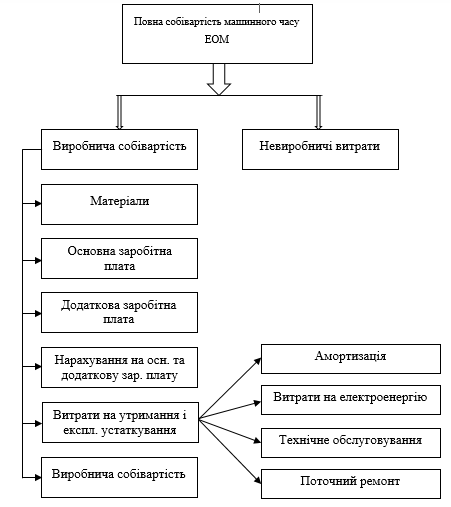 Повна собівартість машинного часу
ЕОМ
Виробнича собівартість
Невиробничі витрати
Матеріали
Основна заробітна
плата
Додаткова заробітна
плата
Нарахування на осн. та
додаткову зар. плату
Витрати на утримання і
експл. устаткування
Виробнича собівартість
Амортизація
Витрати на електроенергію
Технічне обслуговування
Поточний ремонт